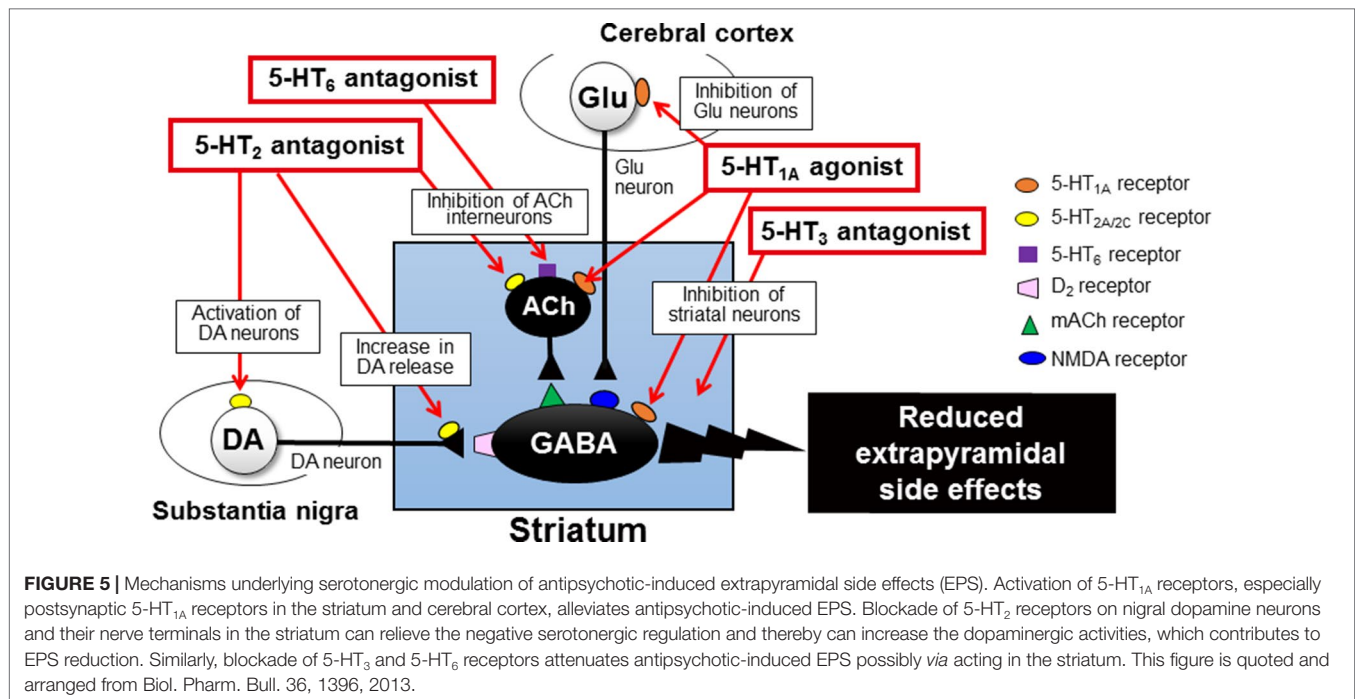 Cerebral cortex
5-HT₆ antagonist
Glu
Inhibition of
Glu neurons
5-HT₂ antagonist
Glu
neuron
5-HT₁ₐ agonist
Inhibition of ACh
interneurons
5-HT₃ antagonist
ACh
Activation of
DA neurons
Increase in
DA release
Inhibition of
striatal neurons
DA
DA neuron
GABA
Substantia nigra
Striatum
Reduced
extrapyramidal
side effects
5-HT₁ₐ receptor
5-HT₂A/₂C receptor
5-HT₆ receptor
D₂ receptor
mACh receptor
NMDA receptor
FIGURE 5 | Mechanisms underlying serotonergic modulation of antipsychotic-induced extrapyramidal side effects (EPS). Activation of 5-HT₁ₐ receptors, especially
postsynaptic 5-HT₁ₐ receptors in the striatum and cerebral cortex, alleviates antipsychotic-induced EPS. Blockade of 5-HT₂ receptors on nigral dopamine neurons
and their nerve terminals in the striatum can relieve the negative serotonergic regulation and thereby can increase the dopaminergic activities, which contributes to
EPS reduction. Similarly, blockade of 5-HT₃ and 5-HT₆ receptors attenuates antipsychotic-induced EPS possibly via acting in the striatum. This figure is quoted and
arranged from Biol. Pharm. Bull. 36, 1396, 2013.